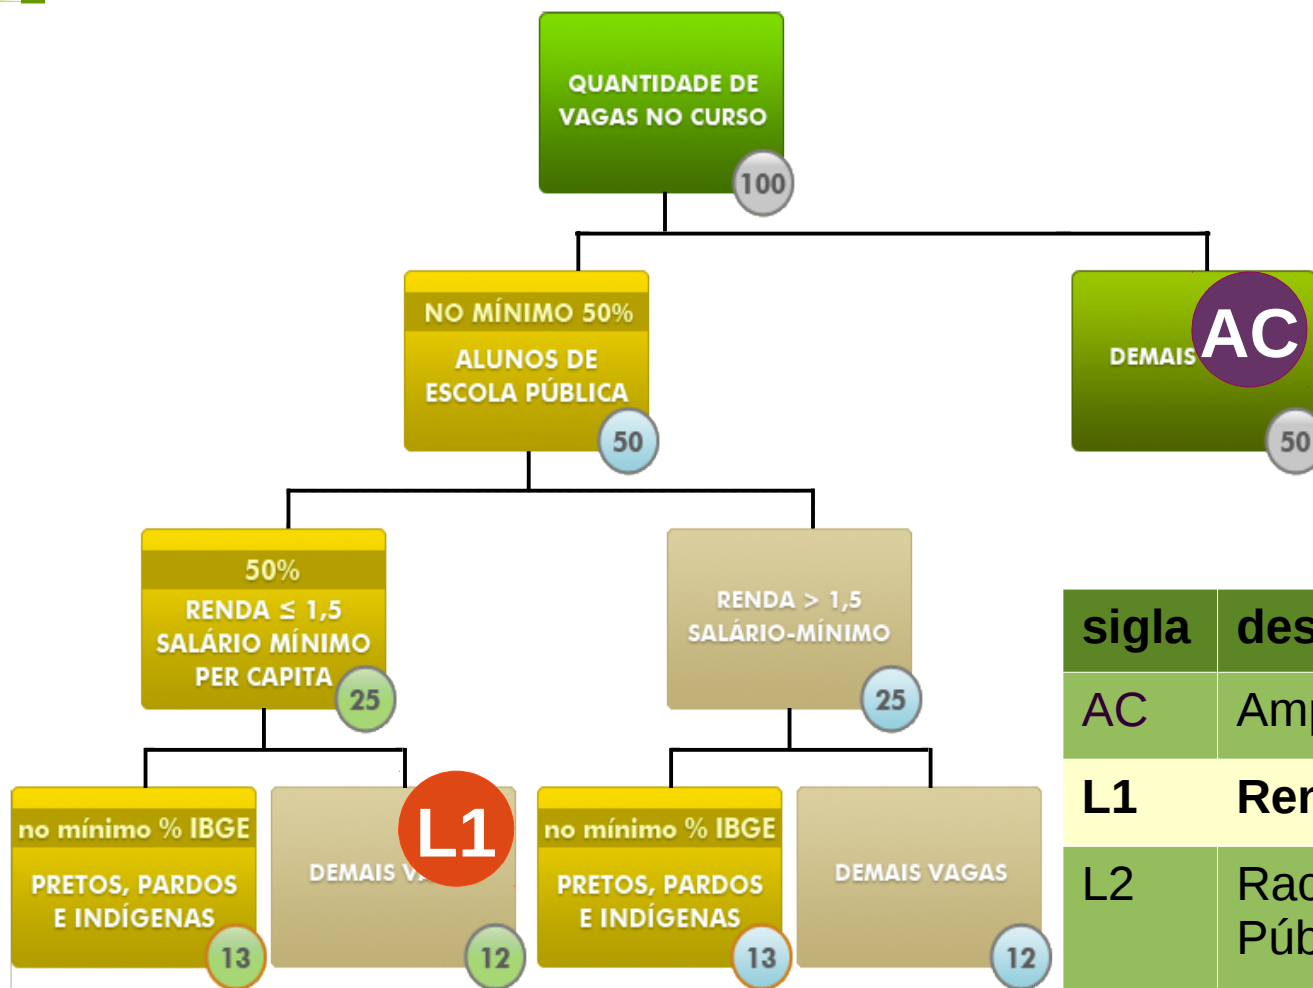 QUANTIDADE DE
VAGAS NO CURSO
100
NO MÍNIMO 50%
ALUNOS DE
ESCOLA PÚBLICA
50
DEMAIS
AC
50
50%
RENDA ≤ 1,5
SALÁRIO MÍNIMO
PER CAPITA
25
RENDA > 1,5
SALÁRIO-MÍNIMO
25
no mínimo % IBGE
PRETOS, PARDOS
E INDÍGENAS
13
DEMAIS
L1
12
no mínimo % IBGE
PRETOS, PARDOS
E INDÍGENAS
13
DEMAIS VAGAS
12
sigla
AC
L1
L2